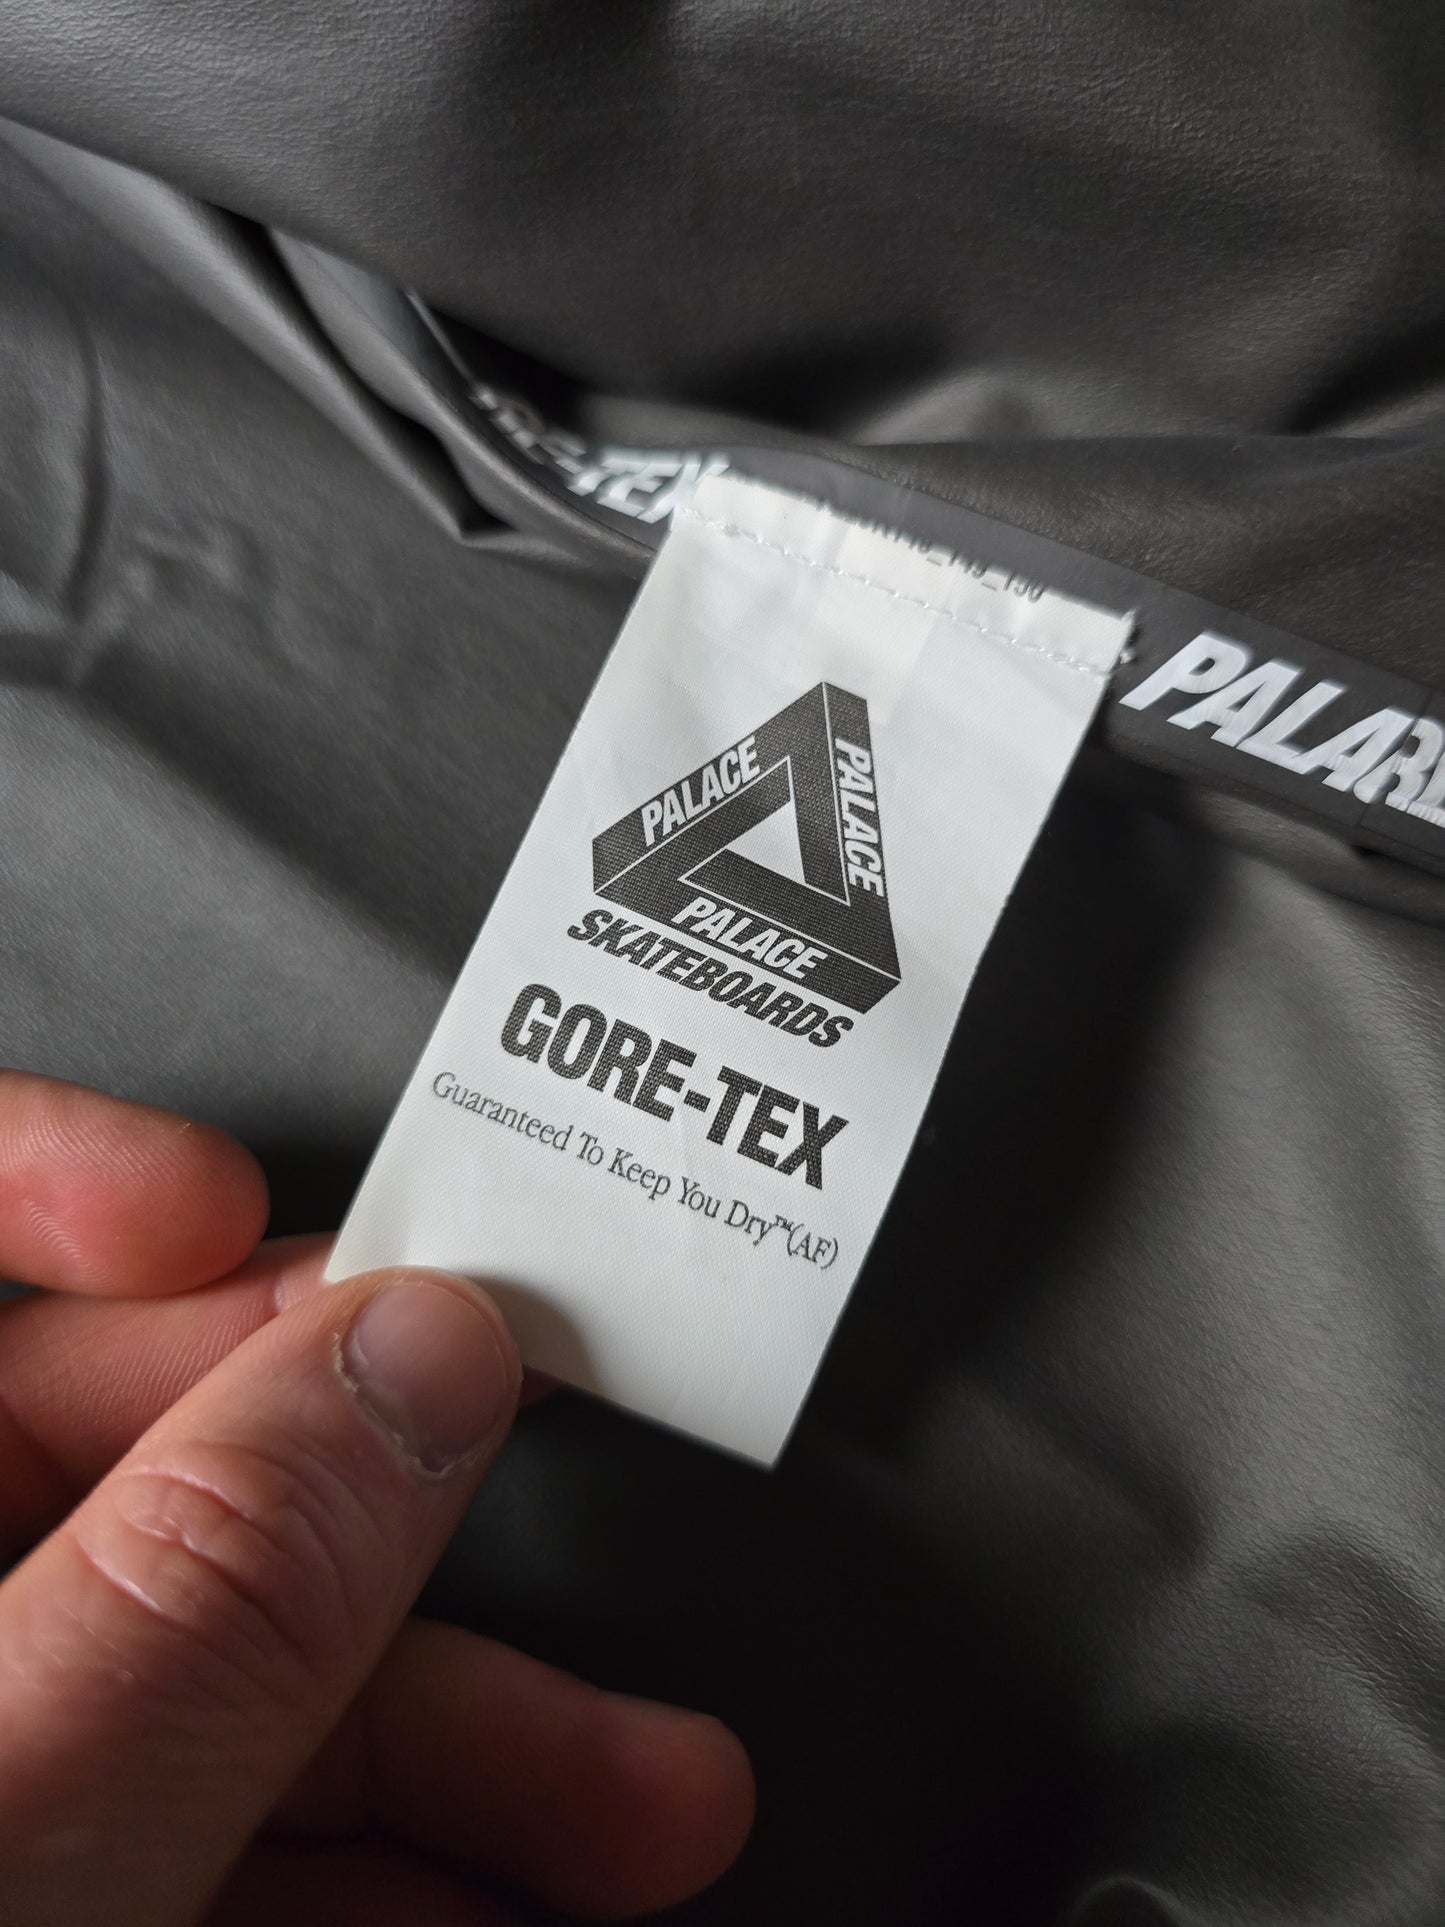 -TEX
PALA
PALACE
PALACE
PALACE
SKATEBOARDS
GORE-TEX
Guaranteed To Keep You Dry™(AF)